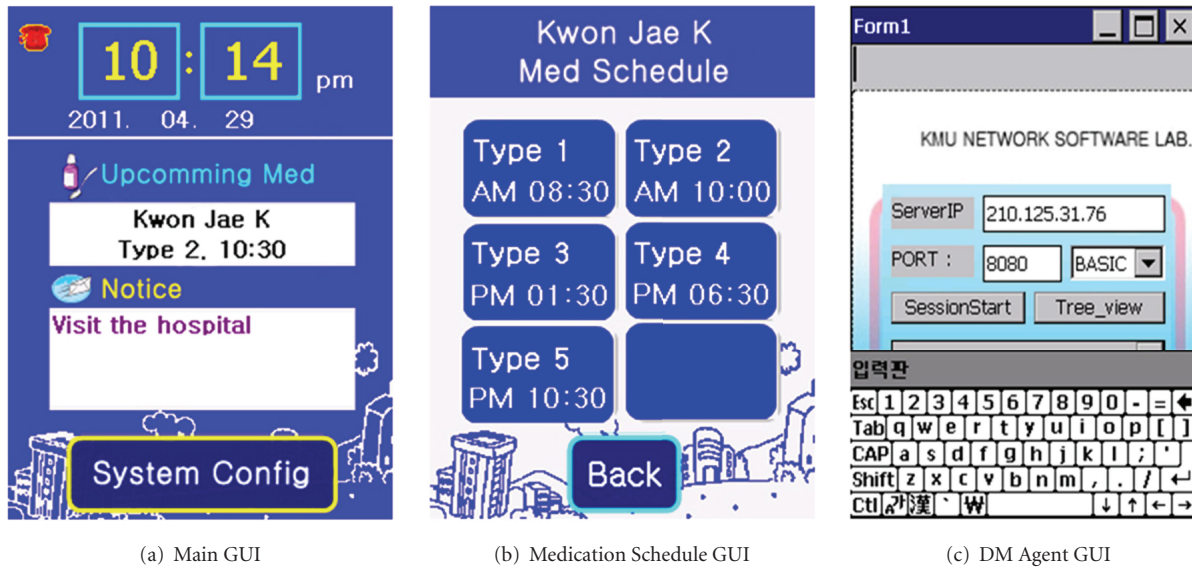 10 : 14 pm
2011. 04. 29
Upcomming Med
Kwon Jae K
Type 2, 10:30
Notice
Visit the hospital
System Config
(a) Main GUI
Kwon Jae K
Med Schedule
Type 1
AM 08:30
Type 2
AM 10:00
Type 3
PM 01:30
Type 4
PM 06:30
Type 5
PM 10:30
Back
(b) Medication Schedule GUI
Form1
KMU NETWORK SOFTWARE LAB.
ServerIP 210.125.31.76
PORT : 8080 BASIC
SessionStart Tree_view
입력판
Esc 1 2 3 4 5 6 7 8 9 0 - = ←
Tab q w e r t y u i o p [ ]
CAP a s d f g h j k l ; '
Shift z x c v b n m , . / ↵
Ctl 가 漢 ` ₩ ↓ ↑ ← →
(c) DM Agent GUI